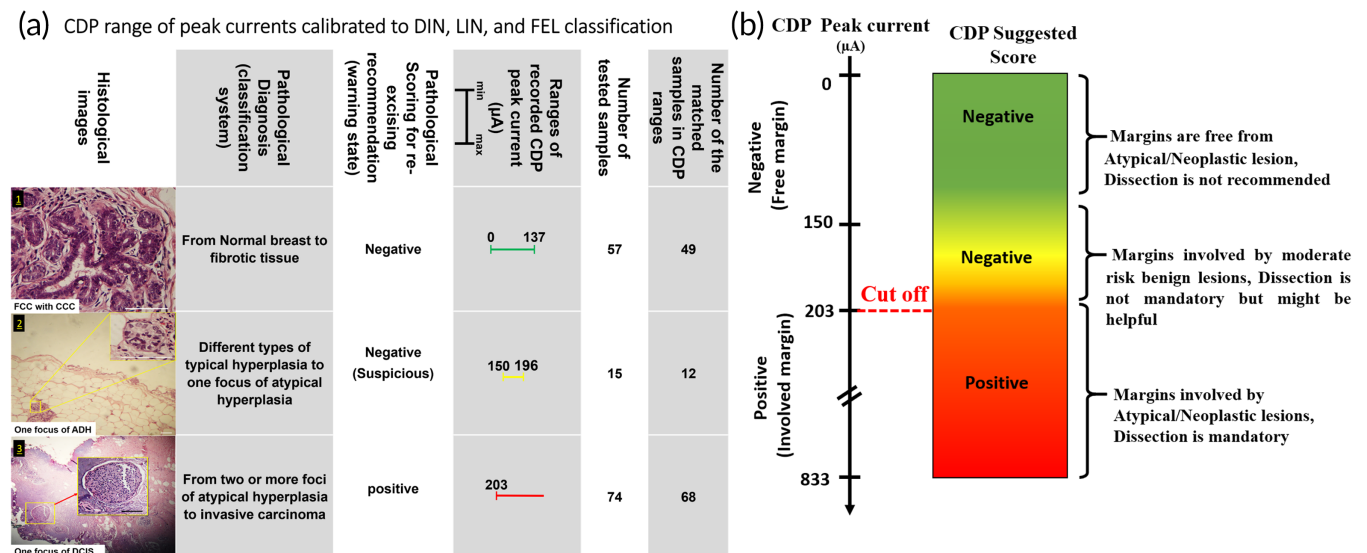 (a) CDP range of peak currents calibrated to DIN, LIN, and FEL classification
Histological
images
Pathological
Diagnosis
(classification
system)
Pathological
Scoring for re-
excising
recommendation
(warning state)
Ranges of
recorded CDP
peak current
(µA)
min
max
Number of
tested samples
Number of the
matched
samples in CDP
ranges
1
FCC with CCC
From Normal breast to
fibrotic tissue
Negative
0 137
57
49
2
One focus of ADH
Different types of
typical hyperplasia to
one focus of atypical
hyperplasia
Negative
(Suspicious)
150 196
15
12
3
One focus of DCIS
From two or more foci
of atypical hyperplasia
to invasive carcinoma
positive
203
74
68
(b) CDP Peak current
(µA)
CDP Suggested
Score
0
150
203
833
Negative
(Free margin)
Positive
(Involved margin)
Cut off
Negative
Negative
Positive
Margins are free from
Atypical/Neoplastic lesion,
Dissection is not recommended
Margins involved by moderate
risk benign lesions, Dissection is
not mandatory but might be
helpful
Margins involved by
Atypical/Neoplastic lesions,
Dissection is mandatory